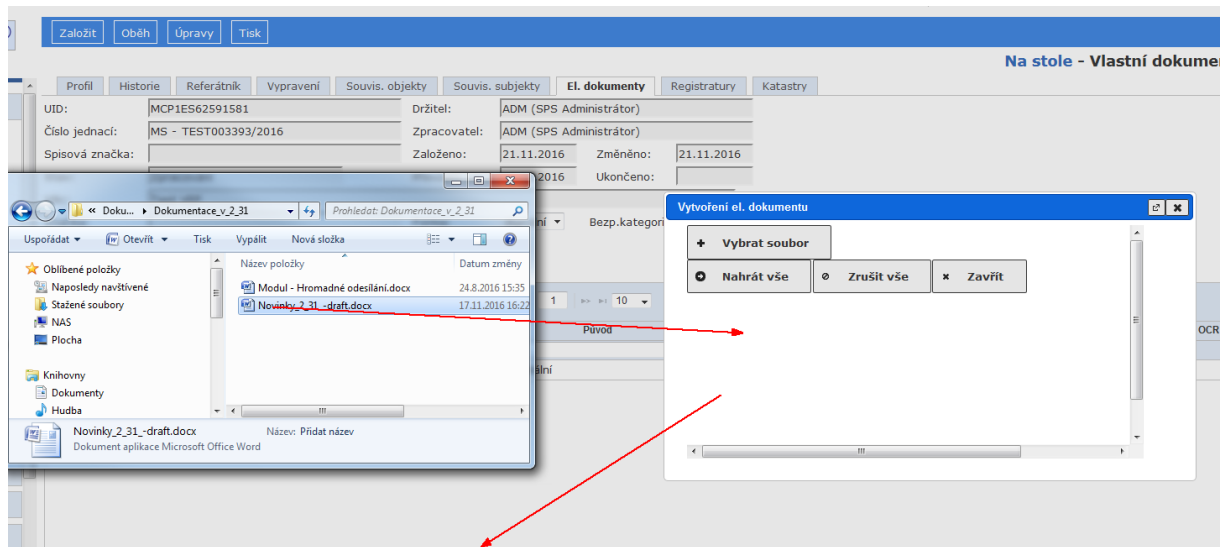 Založit Oběh Úpravy Tisk
Na stole - Vlastní dokume
Profil Historie Referátník Vypravení Souvis. objekty Souvis. subjekty El. dokumenty Registratury Katastry
UID: MCP1ES62591581 Držitel: ADM (SPS Administrátor)
Číslo jednací: MS - TEST003393/2016 Zpracovatel: ADM (SPS Administrátor)
Spisová značka: Založeno: 21.11.2016 Změněno: 21.11.2016
2016 Ukončeno:
« Doku... Dokumentace_v_2_31 Prohledat: Dokumentace_v_2_31
ní Bezp.kategori
Uspořádat Otevřít Tisk Vypálit Nová složka
Oblíbené položky
Naposledy navštívené
Stažené soubory
NAS
Plocha
Knihovny
Dokumenty
Hudba
Název položky Datum změny
Modul - Hromadné odesílání.docx 24.8.2016 15:35
Novinky_2_31_-draft.docx 17.11.2016 16:22
Novinky_2_31_-draft.docx Název: Přidat název
Dokument aplikace Microsoft Office Word
1 10
Původ OCR
ální
Vytvoření el. dokumentu
Vybrat soubor
Nahrát vše Zrušit vše Zavřít